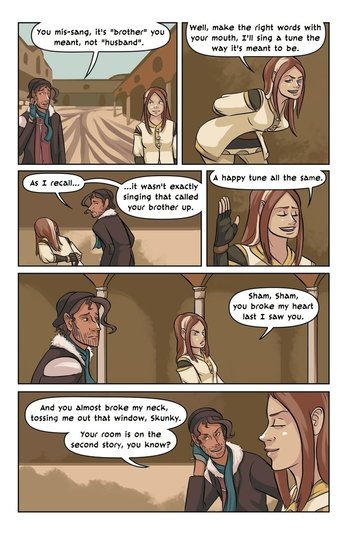 You mis-sang, it's "brother" you
meant, not "husband".
Well, make the right words with
your mouth, I'll sing a tune the
way it's meant to be.
As I recall...
...it wasn't exactly
singing that called
your brother up.
A happy tune all the same.
Sham, Sham,
you broke my heart
last I saw you.
And you almost broke my neck,
tossing me out that window, Skunky.
Your room is on the
second story, you know?